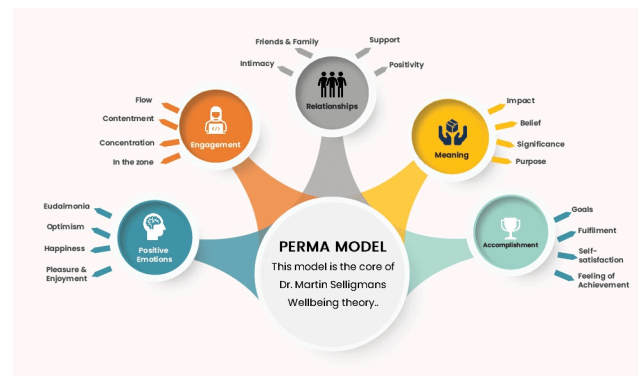 Friends & Family
Support
Intimacy
Positivity
Relationships
Flow
Contentment
Concentration
In the zone
</>
Engagement
Impact
Belief
Significance
Purpose
Meaning
Eudaimonia
Optimism
Happiness
Pleasure &
Enjoyment
Positive
Emotions
Goals
Fulfilment
Self-
satisfaction
Feeling of
Achievement
Accomplishment
PERMA MODEL
This model is the core of
Dr. Martin Selligmans
Wellbeing theory..